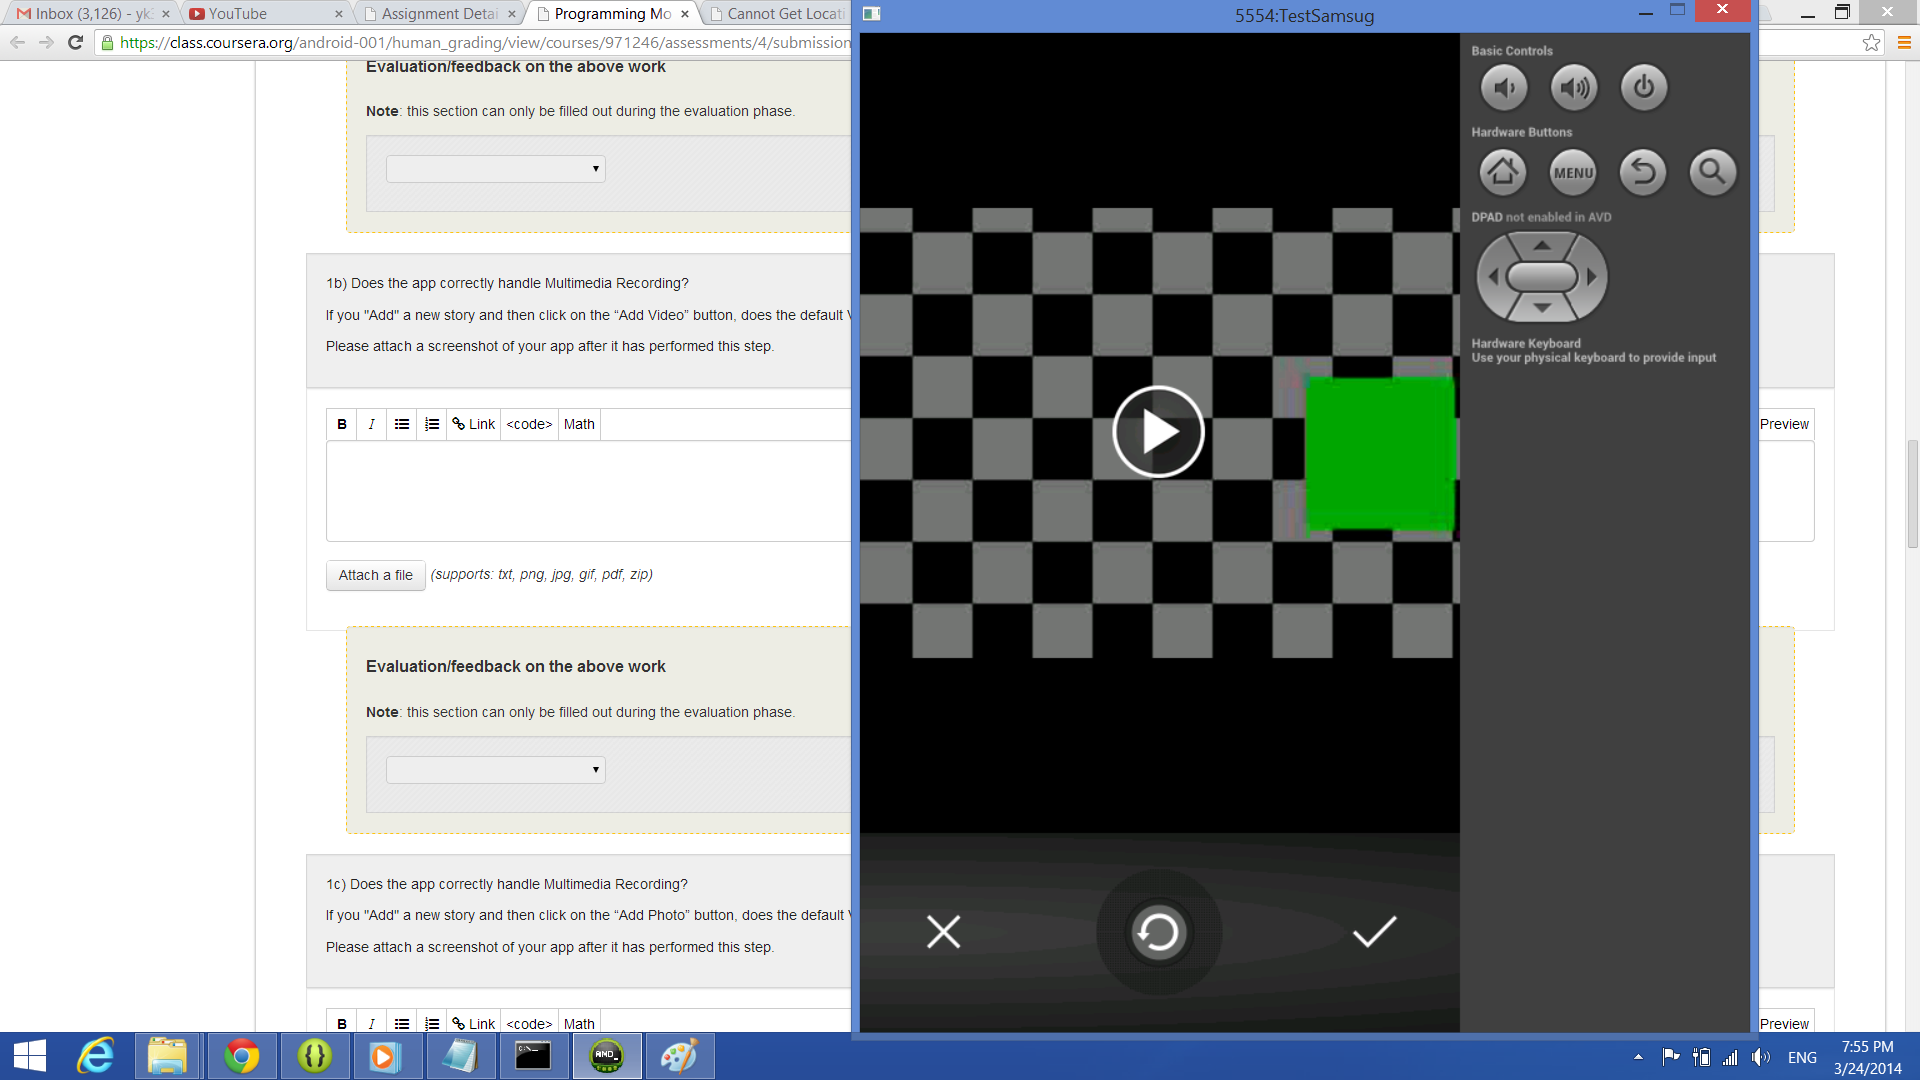 Inbox (3,126) - yk
YouTube
Assignment Detai
Programming Mo
Cannot Get Locati
5554:TestSamsug
https://class.coursera.org/android-001/human_grading/view/courses/971246/assessments/4/submission
Evaluation/feedback on the above work
Note: this section can only be filled out during the evaluation phase.
1b) Does the app correctly handle Multimedia Recording?
If you "Add" a new story and then click on the “Add Video” button, does the default
Please attach a screenshot of your app after it has performed this step.
B I Link <code> Math
Preview
Attach a file (supports: txt, png, jpg, gif, pdf, zip)
Evaluation/feedback on the above work
Note: this section can only be filled out during the evaluation phase.
1c) Does the app correctly handle Multimedia Recording?
If you "Add" a new story and then click on the “Add Photo” button, does the default
Please attach a screenshot of your app after it has performed this step.
B I Link <code> Math
Preview
Basic Controls
Hardware Buttons
MENU
DPAD not enabled in AVD
Hardware Keyboard
Use your physical keyboard to provide input
ENG
7:55 PM
3/24/2014